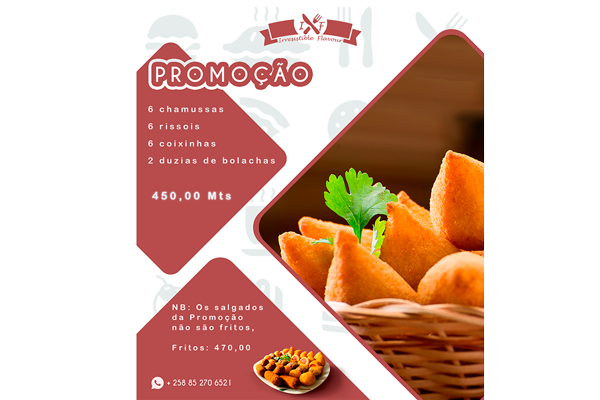 I F
Irresistible Flavour
PROMOÇÃO
6 chamussas
6 rissois
6 coixinhas
2 duzias de bolachas
450,00 Mts
NB: Os salgados
da Promoção
não são fritos,
Fritos: 470,00
+ 258 85 270 6521